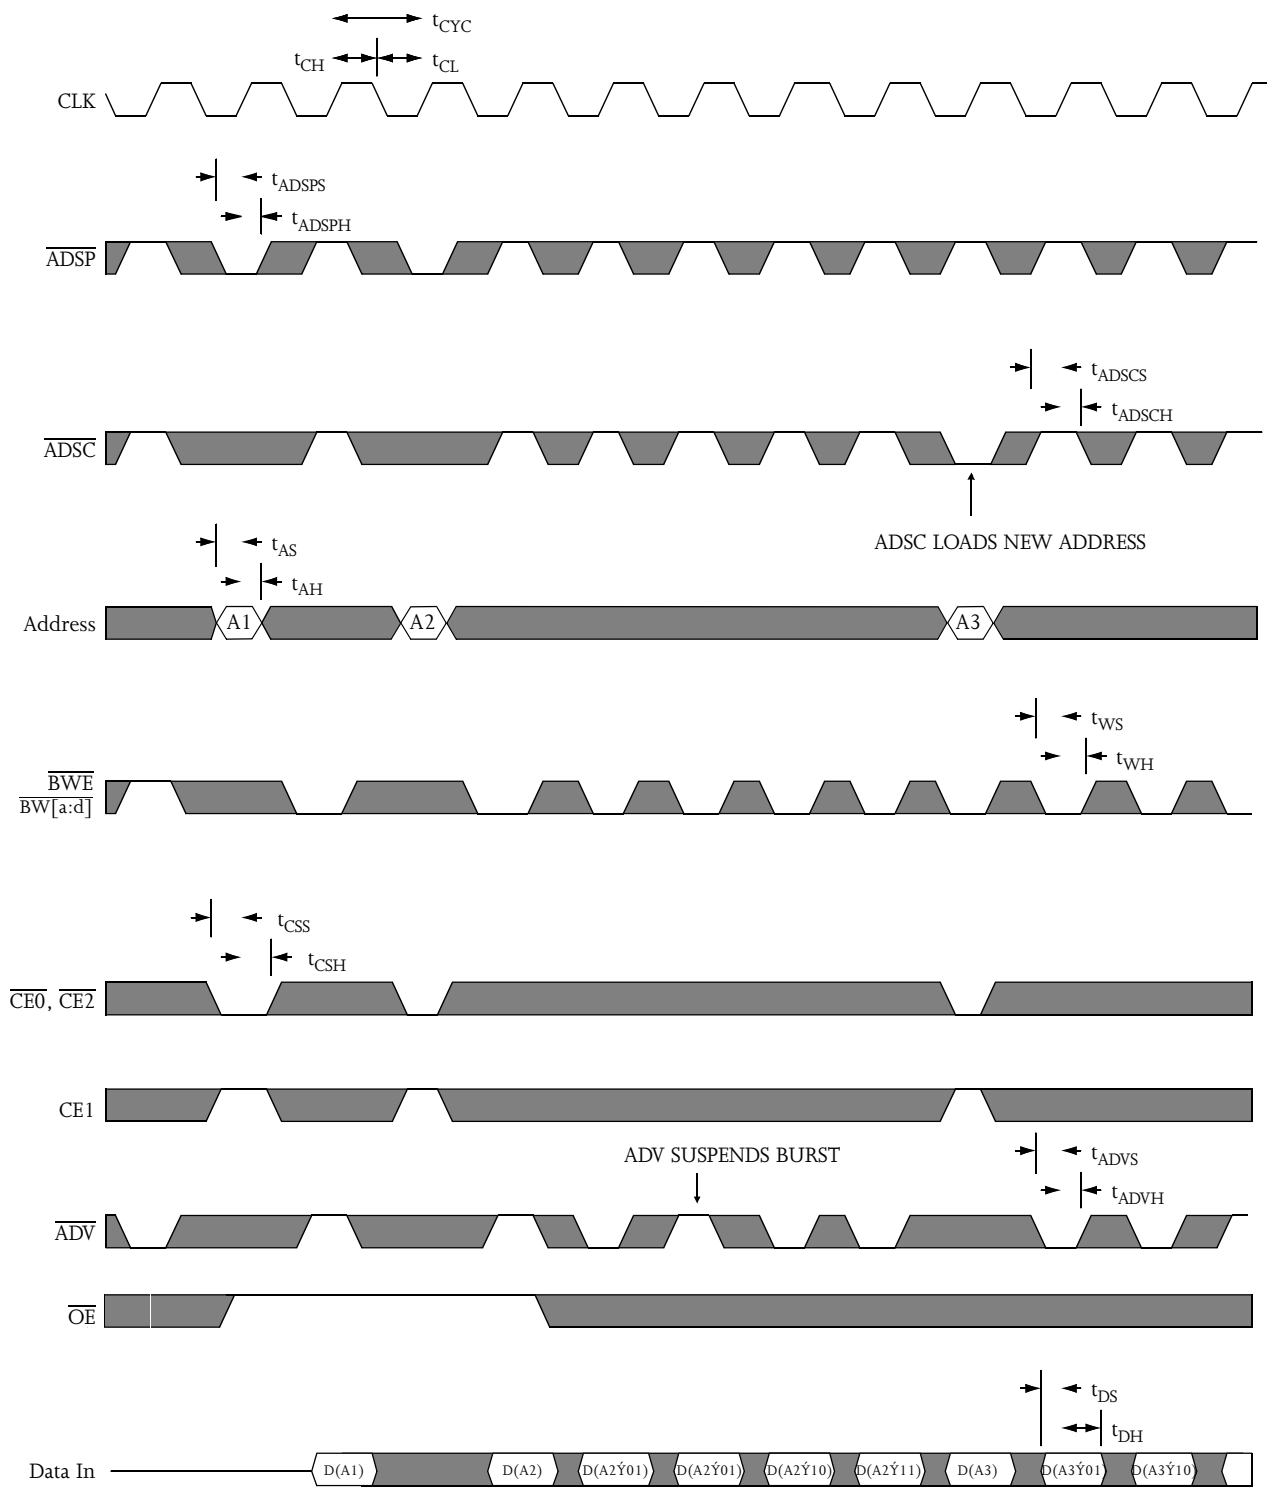 tCYC
tCH tCL
CLK
tADSPS
tADSPH
ADSP
tADSCS
tADSCH
ADSC
ADSC LOADS NEW ADDRESS
tAS
tAH
Address A1 A2 A3
tWS
tWH
BWE
BW[a:d]
tCSS
tCSH
CE0, CE2
CE1
ADV SUSPENDS BURST
tADVS
tADVH
ADV
OE
tDS
tDH
Data In D(A1) D(A2) D(A2Ý01) D(A2Ý01) D(A2Ý10) D(A2Ý11) D(A3) D(A3Ý01) D(A3Ý10)